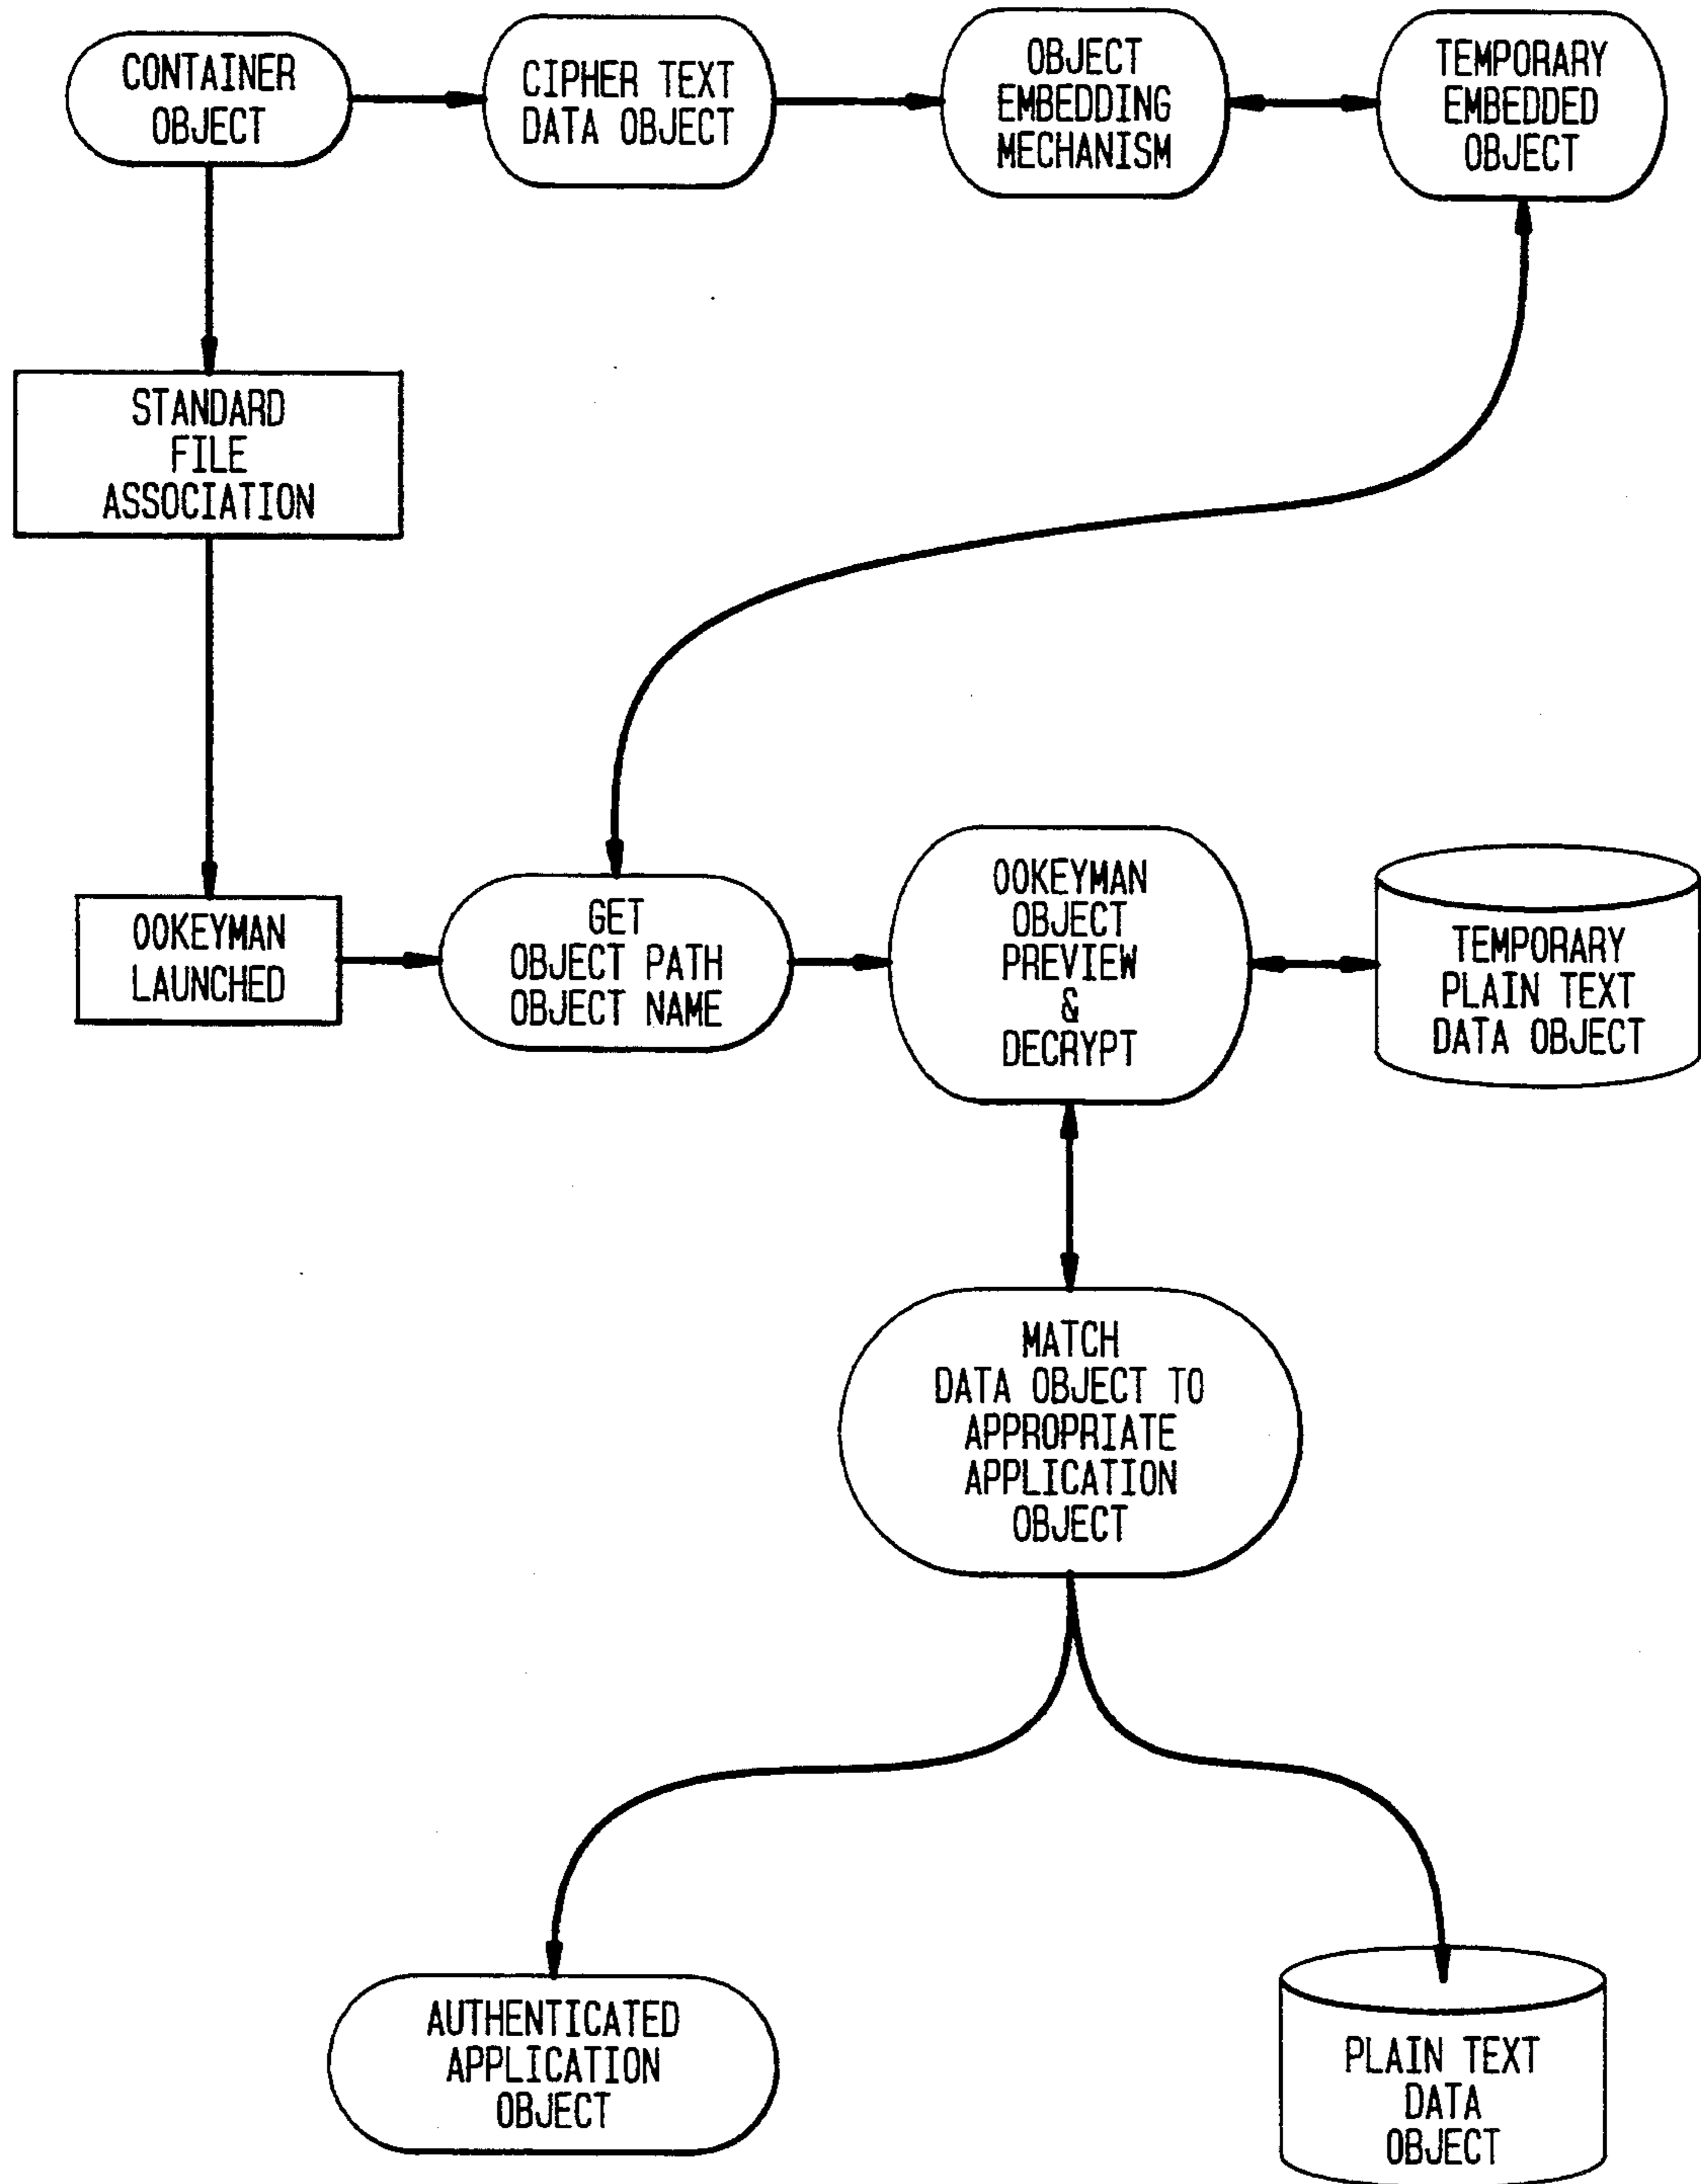 CONTAINER
OBJECT
CIPHER TEXT
DATA OBJECT
OBJECT
EMBEDDING
MECHANISM
TEMPORARY
EMBEDDED
OBJECT
STANDARD
FILE
ASSOCIATION
OOKEYMAN
LAUNCHED
GET
OBJECT PATH
OBJECT NAME
OOKEYMAN
OBJECT
PREVIEW
&
DECRYPT
TEMPORARY
PLAIN TEXT
DATA OBJECT
MATCH
DATA OBJECT TO
APPROPRIATE
APPLICATION
OBJECT
AUTHENTICATED
APPLICATION
OBJECT
PLAIN TEXT
DATA
OBJECT